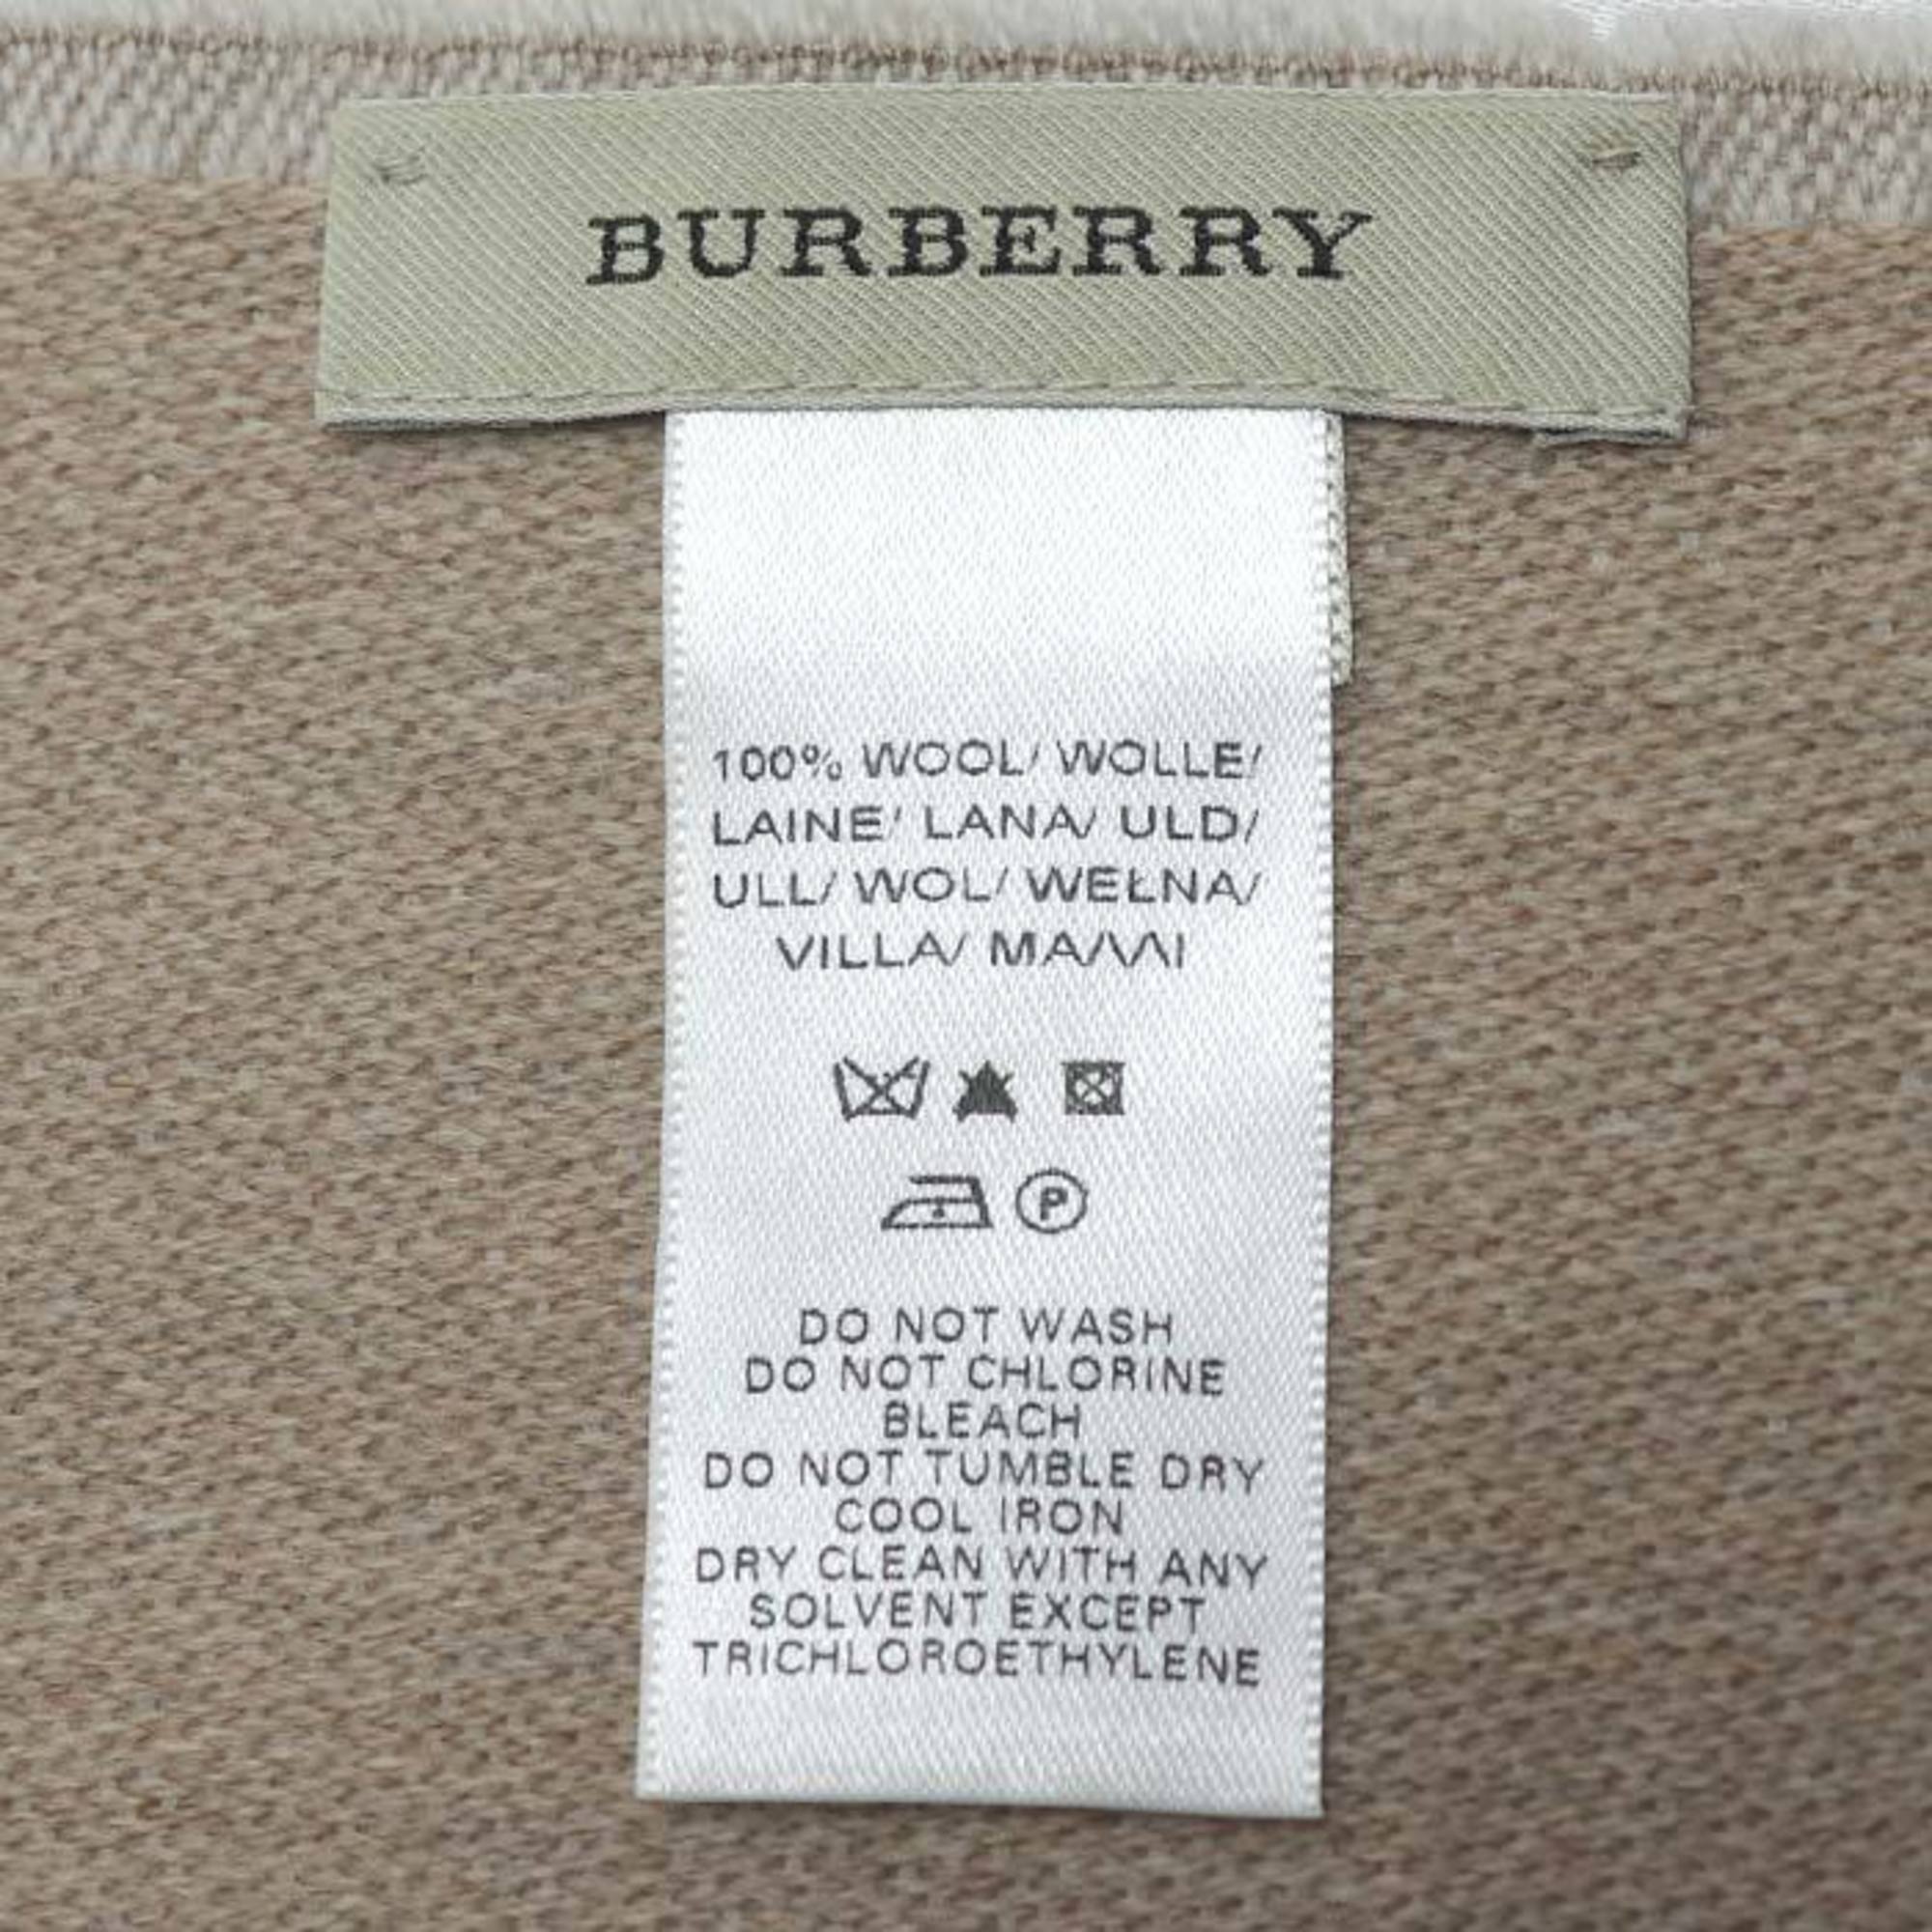 BURBERRY
100% WOOL/ WOLLE/
LAINE/ LANA/ ULD/
ULL/ WOL/ WEŁNA/
VILLA/ ΜΑΛΛΙ
P
DO NOT WASH
DO NOT CHLORINE
BLEACH
DO NOT TUMBLE DRY
COOL IRON
DRY CLEAN WITH ANY
SOLVENT EXCEPT
TRICHLOROETHYLENE